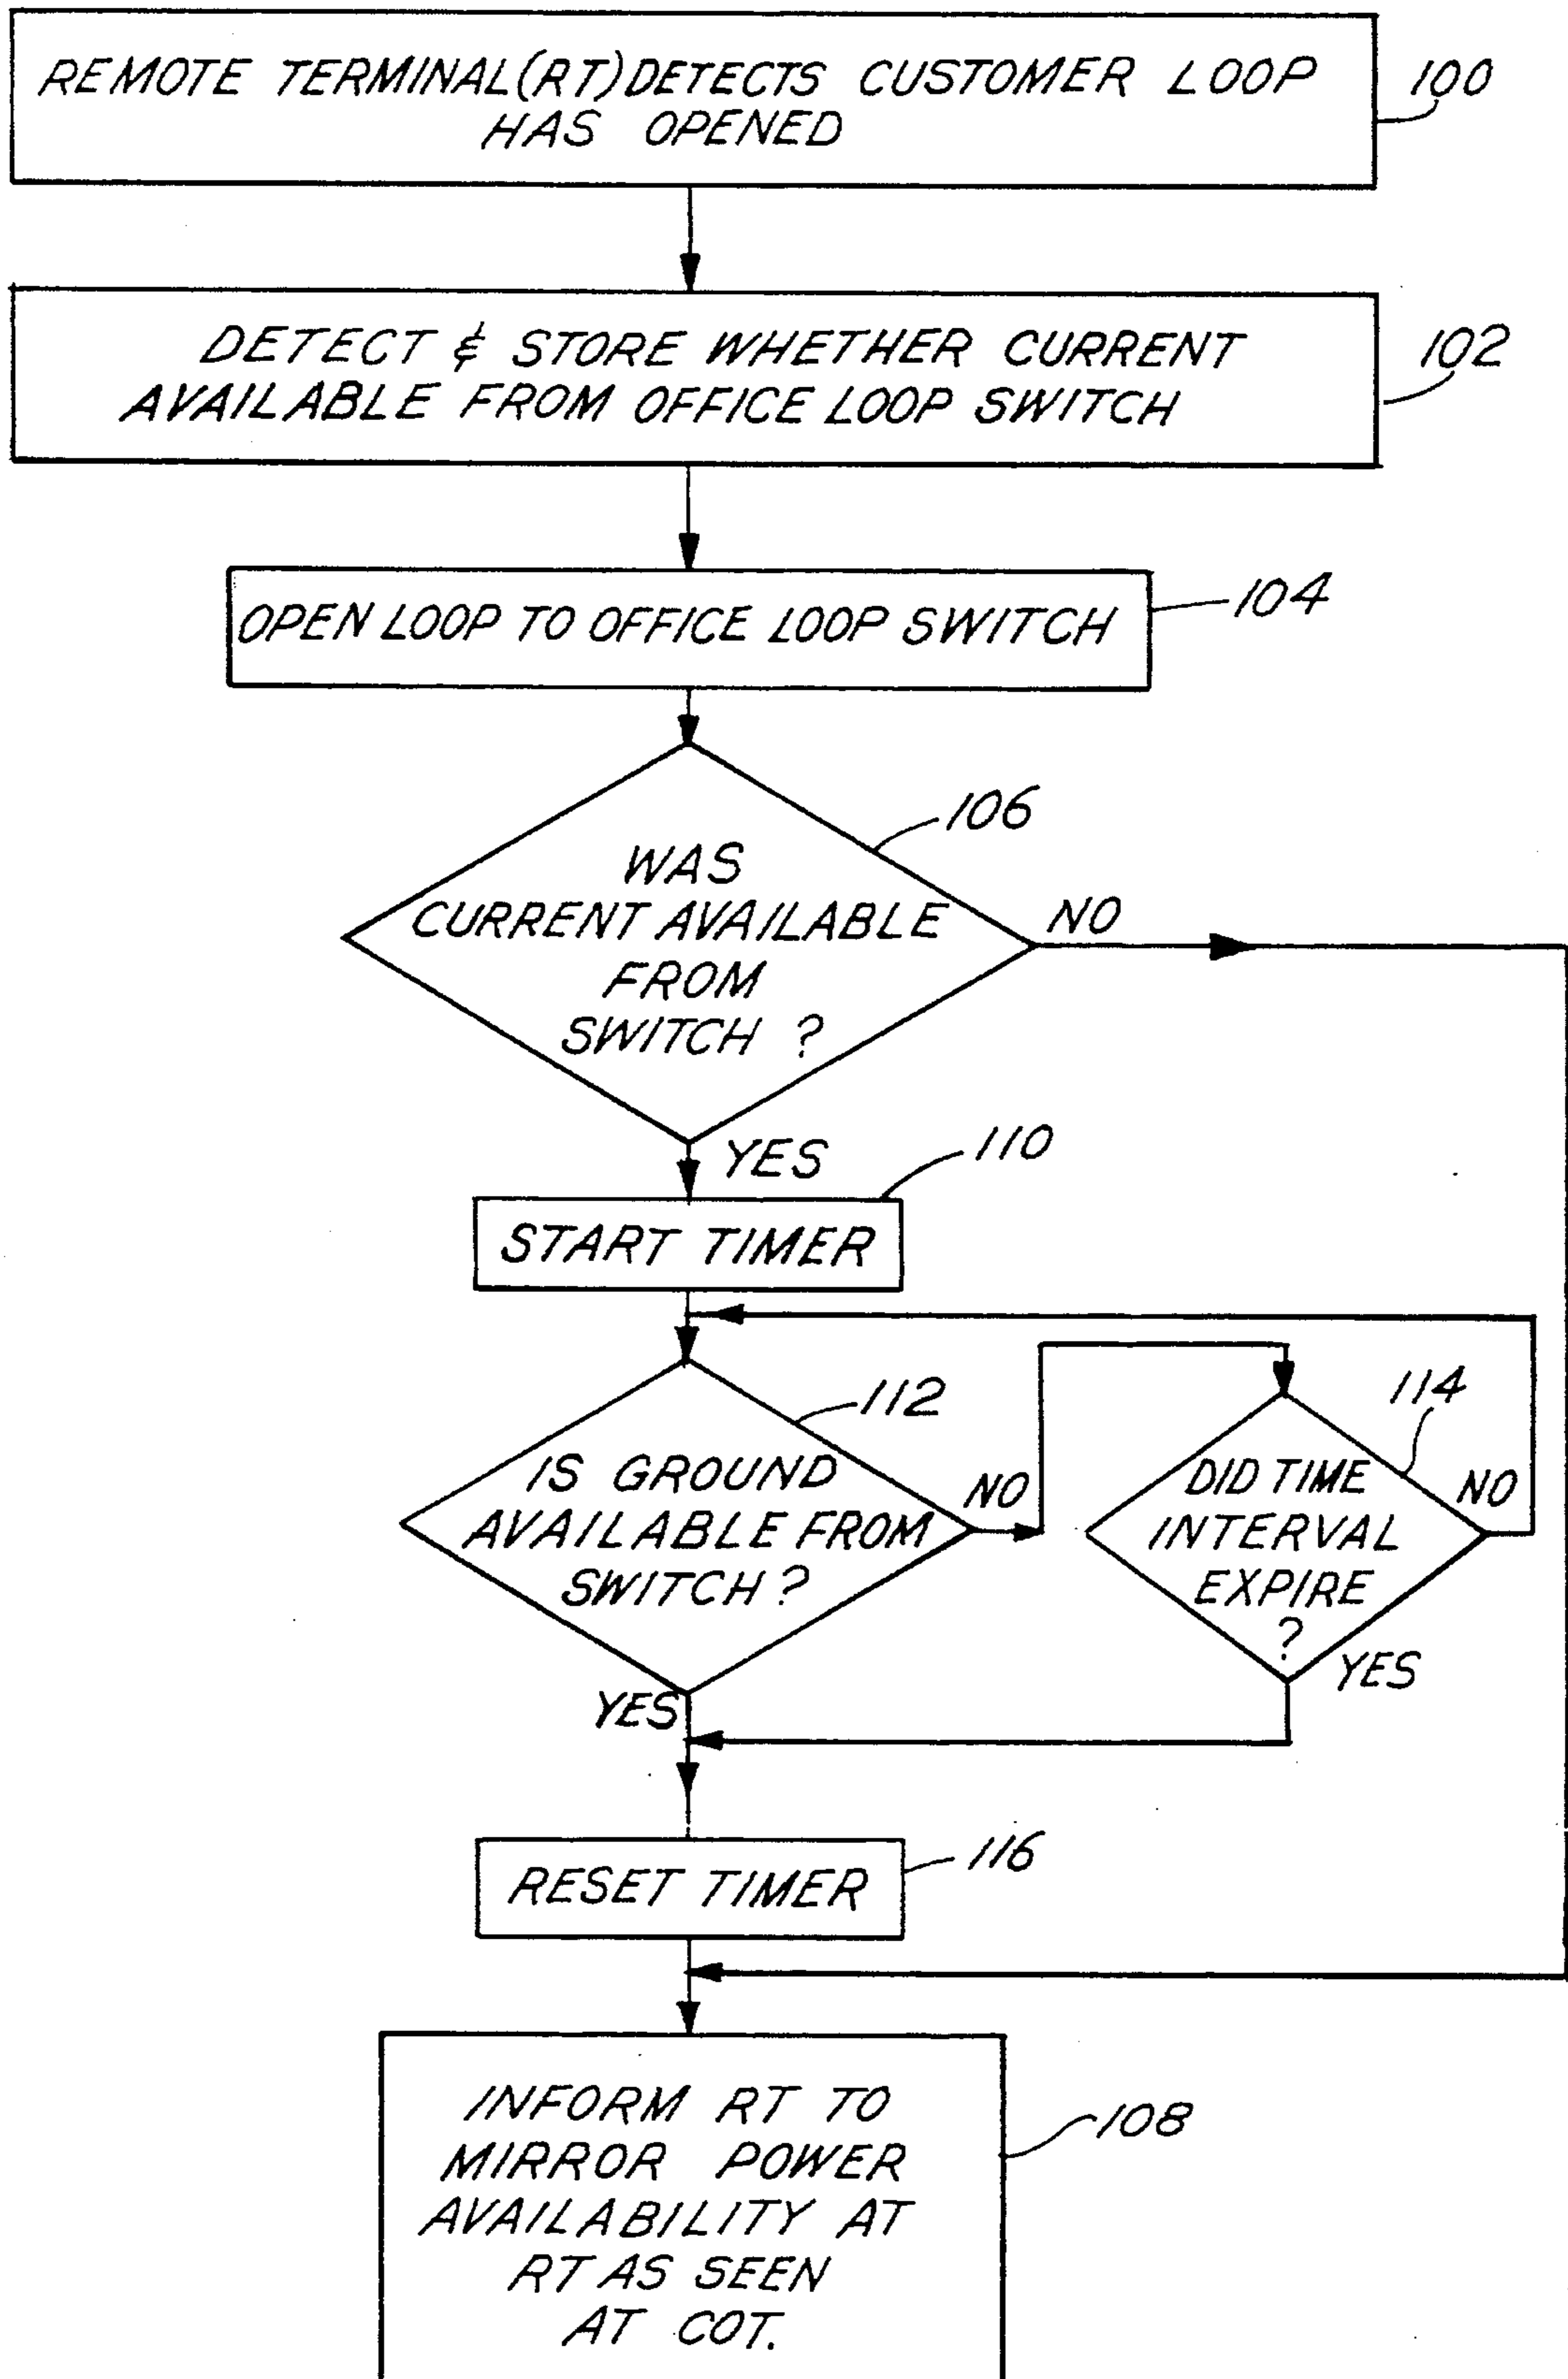 REMOTE TERMINAL(RT)DETECTS CUSTOMER LOOP
HAS OPENED
100
DETECT & STORE WHETHER CURRENT
AVAILABLE FROM OFFICE LOOP SWITCH
102
OPEN LOOP TO OFFICE LOOP SWITCH
104
106
WAS
CURRENT AVAILABLE
FROM
SWITCH ?
NO
YES
110
START TIMER
112
IS GROUND
AVAILABLE FROM
SWITCH?
NO
YES
114
DID TIME
INTERVAL
EXPIRE
?
NO
YES
RESET TIMER
116
INFORM RT TO
MIRROR POWER
AVAILABILITY AT
RT AS SEEN
AT COT.
108